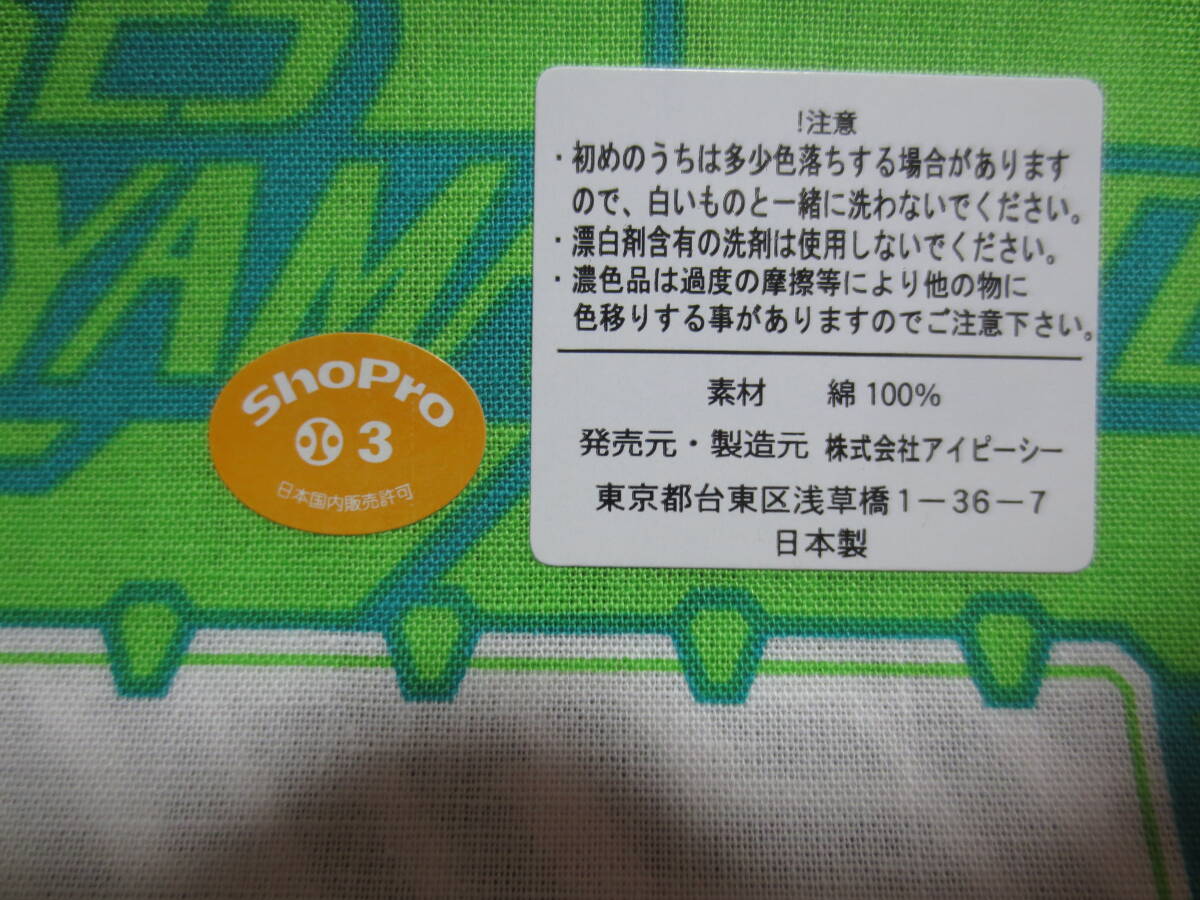 YAMA
!注意
・初めのうちは多少色落ちする場合があります
ので、白いものと一緒に洗わないでください。
・漂白剤含有の洗剤は使用しないでください。
・濃色品は過度の摩擦等により他の物に
色移りする事がありますのでご注意下さい。
素材 綿100%
発売元・製造元 株式会社アイピーシー
東京都台東区浅草橋1－36－7
日本製
ShoPro
3
日本国内販売許可